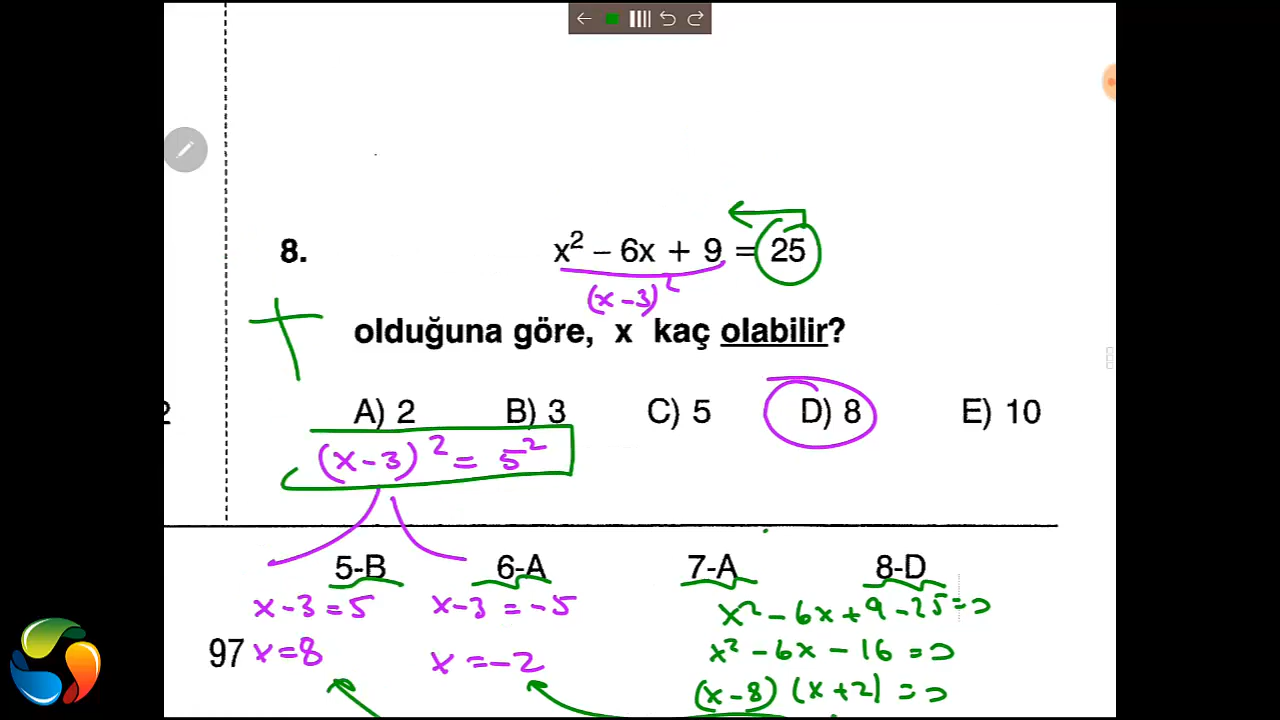 8.
x² – 6x + 9 = 25
(x-3)²
olduğuna göre, x kaç olabilir?
2
A) 2 B) 3 C) 5 D) 8 E) 10
(x-3)² = 5²
5-B 6-A 7-A 8-D
x-3=5 x-3=-5 x²-6x+9-25=0
97 x=8 x=-2 x²-6x-16=0
(x-8) (x+2)=0